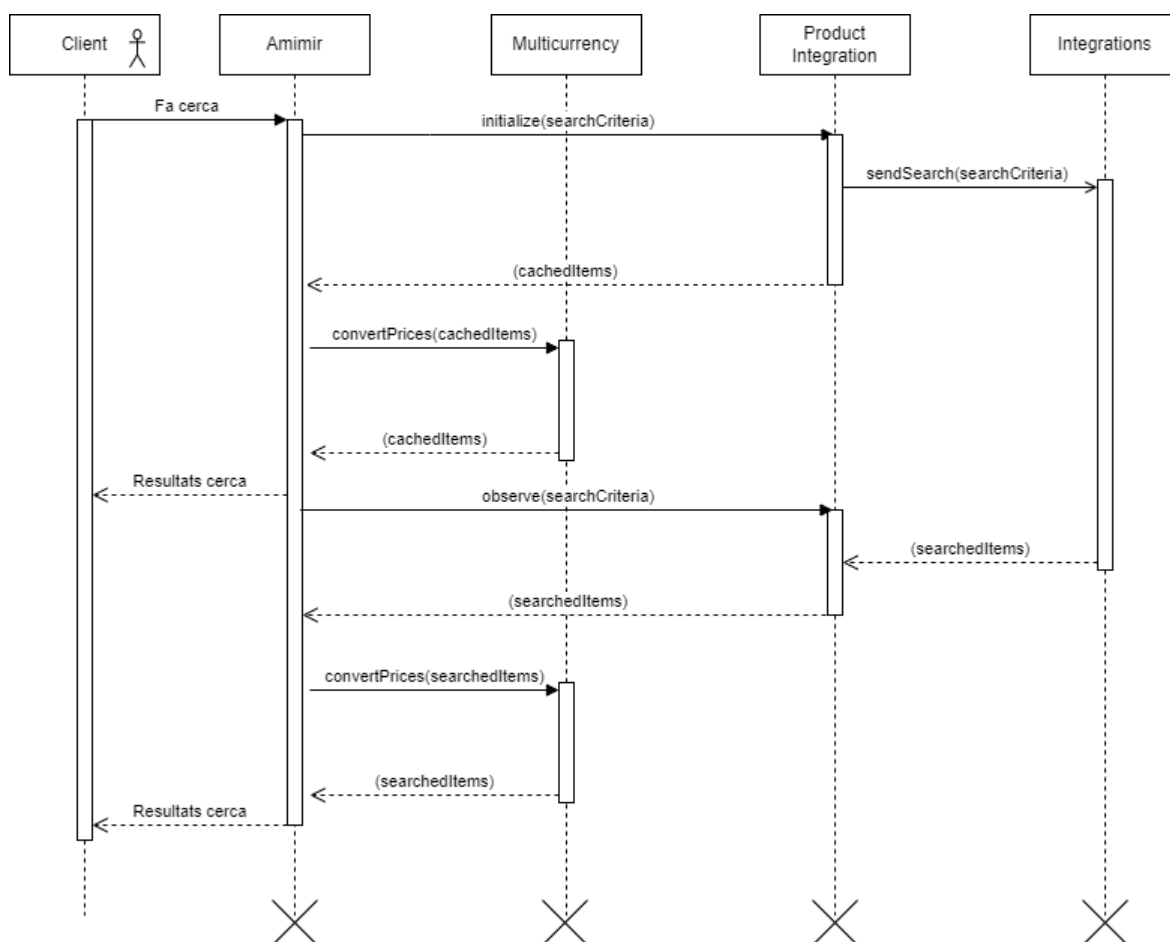 Client
Amimir
Multicurrency
Product
Integration
Integrations
Fa cerca
initialize(searchCriteria)
sendSearch(searchCriteria)
(cachedItems)
convertPrices(cachedItems)
(cachedItems)
Resultats cerca
observe(searchCriteria)
(searchedItems)
(searchedItems)
convertPrices(searchedItems)
(searchedItems)
Resultats cerca